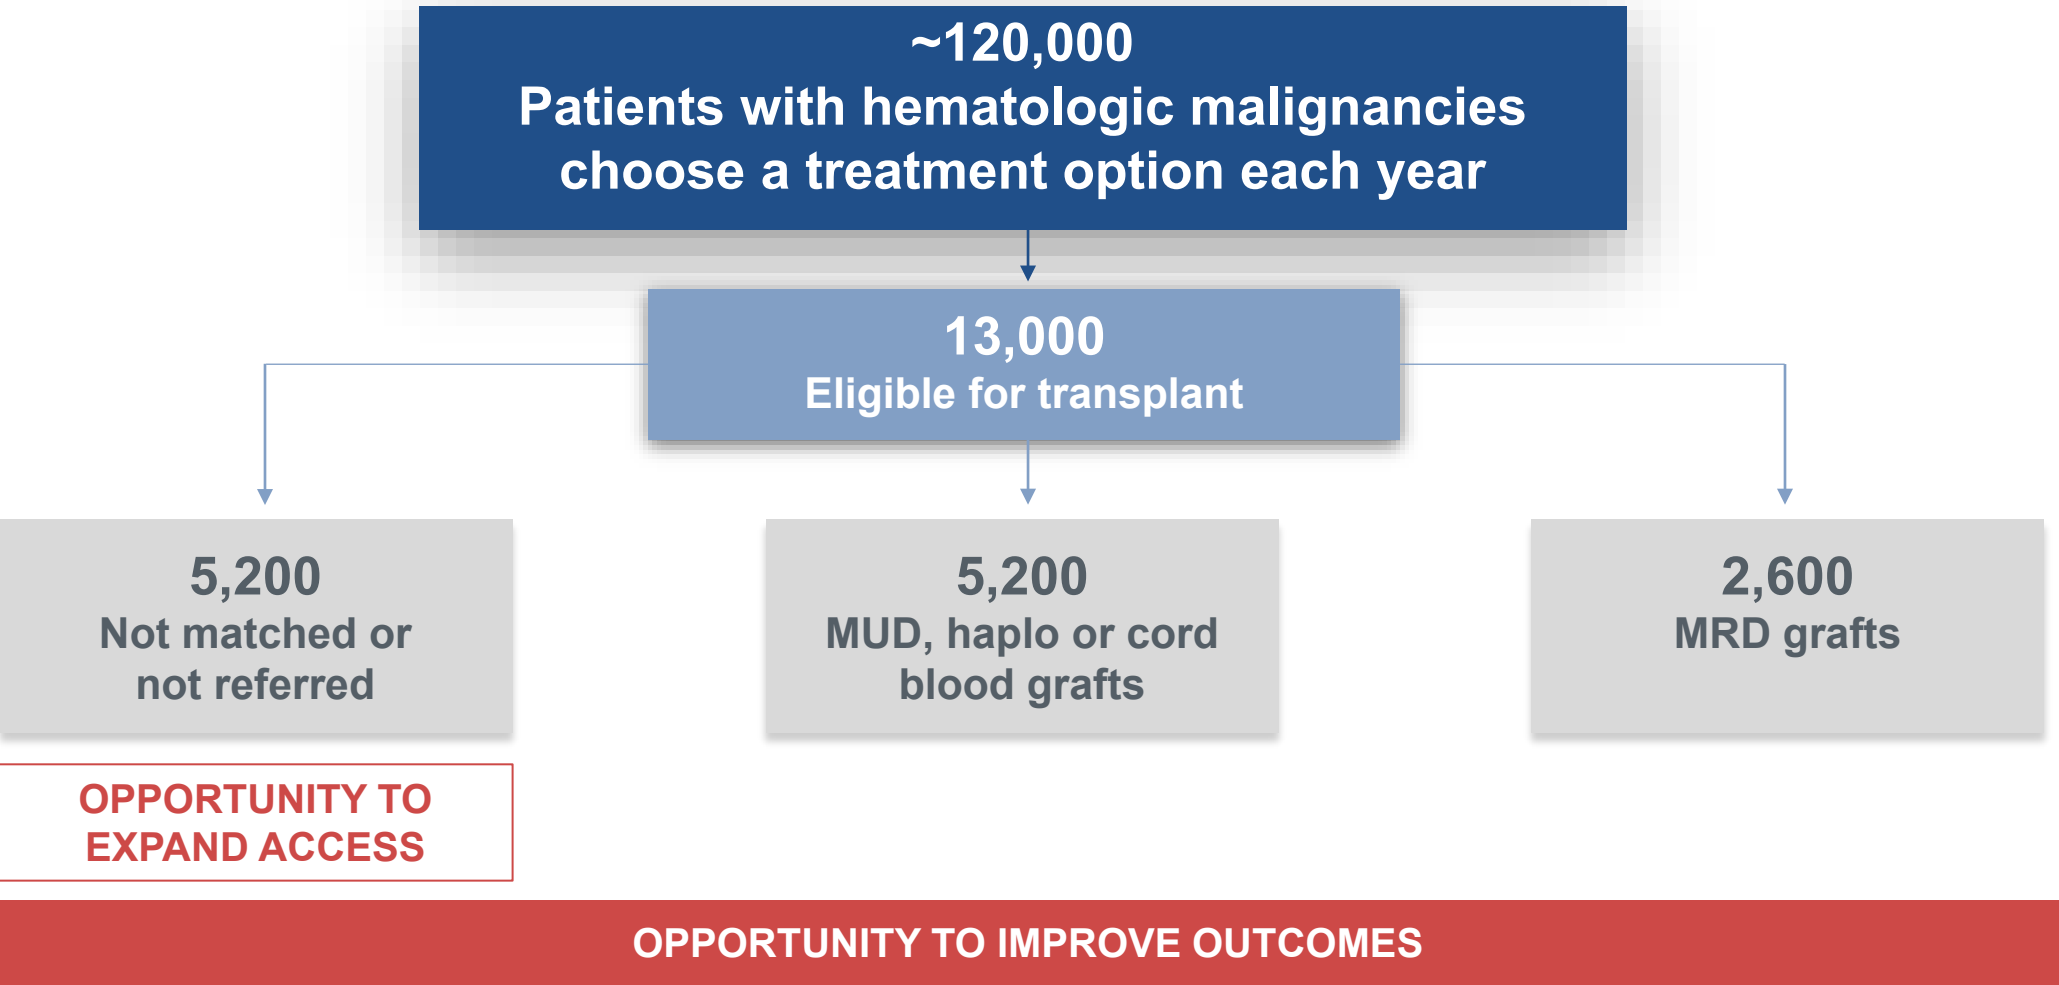 ~120,000
Patients with hematologic malignancies
choose a treatment option each year
13,000
Eligible for transplant
5,200
Not matched or
not referred
5,200
MUD, haplo or cord
blood grafts
2,600
MRD grafts
OPPORTUNITY TO
EXPAND ACCESS
OPPORTUNITY TO IMPROVE OUTCOMES